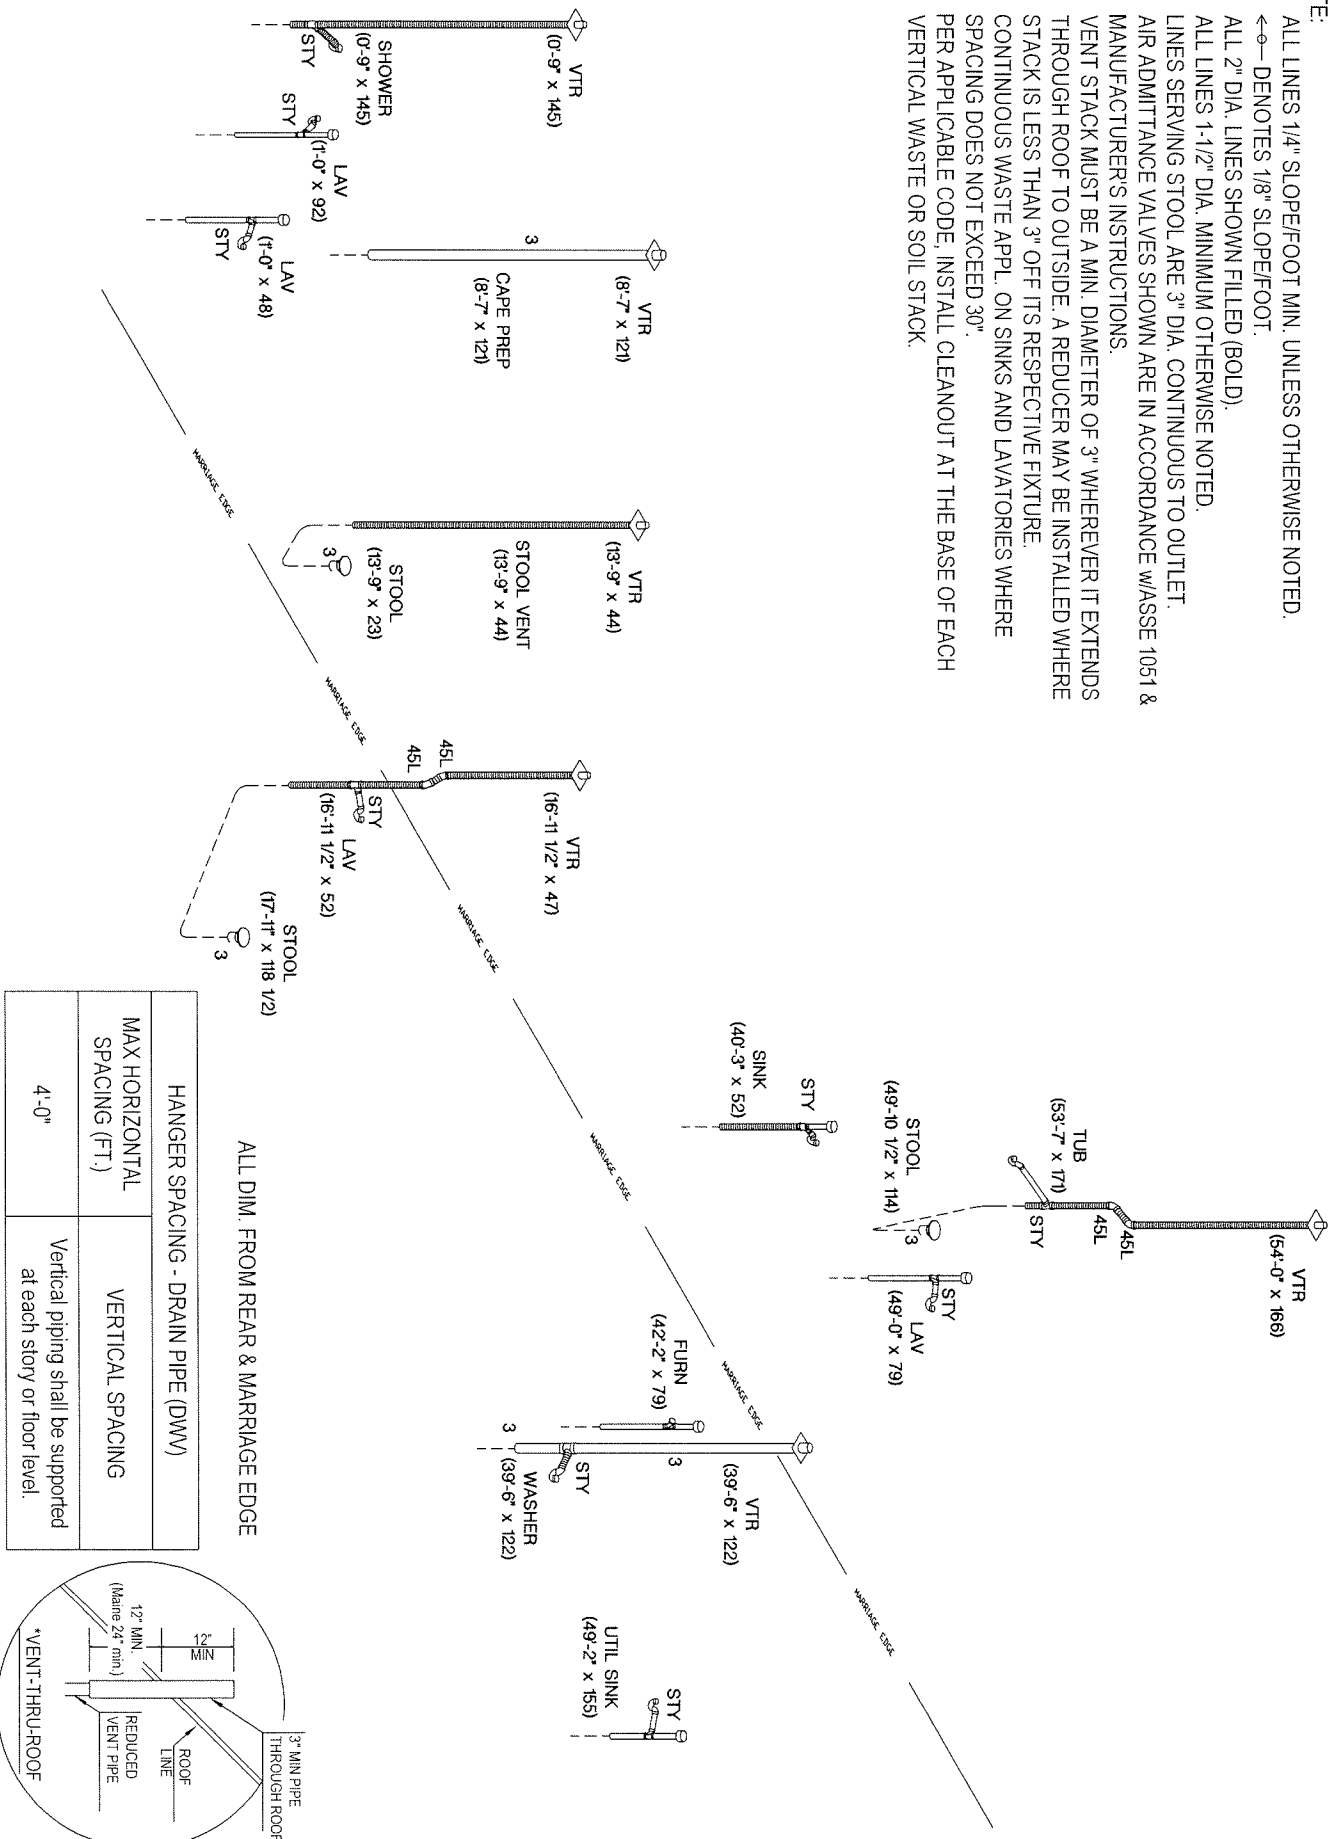 TE:
ALL LINES 1/4" SLOPE/FOOT MIN. UNLESS OTHERWISE NOTED.
DENOTES 1/8" SLOPE/FOOT.
ALL 2" DIA. LINES SHOWN FILLED (BOLD).
ALL LINES 1-1/2" DIA. MINIMUM OTHERWISE NOTED.
LINES SERVING STOOL ARE 3" DIA. CONTINUOUS TO OUTLET.
AIR ADMITTANCE VALVES SHOWN ARE IN ACCORDANCE w/ASSE 1051 &
MANUFACTURER'S INSTRUCTIONS.
VENT STACK MUST BE A MIN. DIAMETER OF 3" WHEREVER IT EXTENDS
THROUGH ROOF TO OUTSIDE. A REDUCER MAY BE INSTALLED WHERE
STACK IS LESS THAN 3" OFF ITS RESPECTIVE FIXTURE.
CONTINUOUS WASTE APPL. ON SINKS AND LAVATORIES WHERE
SPACING DOES NOT EXCEED 30".
PER APPLICABLE CODE, INSTALL CLEANOUT AT THE BASE OF EACH
VERTICAL WASTE OR SOIL STACK.
VTR
(54'-0" x 166)
45L
45L
TUB
(53'-7" x 171)
STY
STOOL
(49'-10 1/2" x 114)
3
STY
LAV
(49'-0" x 79)
STY
SINK
(40'-3" x 52)
FURN
(42'-2" x 79)
VTR
(39'-6" x 122)
3
3
STY
WASHER
(39'-6" x 122)
STY
UTIL SINK
(49'-2" x 155)
VTR
(0'-9" x 145)
SHOWER
(0'-9" x 145)
STY
STY
LAV
(1'-0" x 92)
LAV
(1'-0" x 48)
STY
VTR
(8'-7" x 121)
3
CAPE PREP
(8'-7" x 121)
VTR
(13'-9" x 44)
STOOL VENT
(13'-9" x 44)
STOOL
(13'-9" x 23)
3
VTR
(16'-11 1/2" x 47)
45L
45L
STY
LAV
(16'-11 1/2" x 52)
STOOL
(17'-11" x 118 1/2)
3
MARRIAGE EDGE
MARRIAGE EDGE
MARRIAGE EDGE
MARRIAGE EDGE
MARRIAGE EDGE
MARRIAGE EDGE
ALL DIM. FROM REAR & MARRIAGE EDGE
HANGER SPACING - DRAIN PIPE (DWV)
MAX HORIZONTAL
SPACING (FT.)
VERTICAL SPACING
4'-0"
Vertical piping shall be supported
at each story or floor level.
3" MIN PIPE
THROUGH ROOF
12"
MIN
12" MIN.
(Maine 24" min.)
ROOF
LINE
REDUCED
VENT PIPE
*VENT-THRU-ROOF